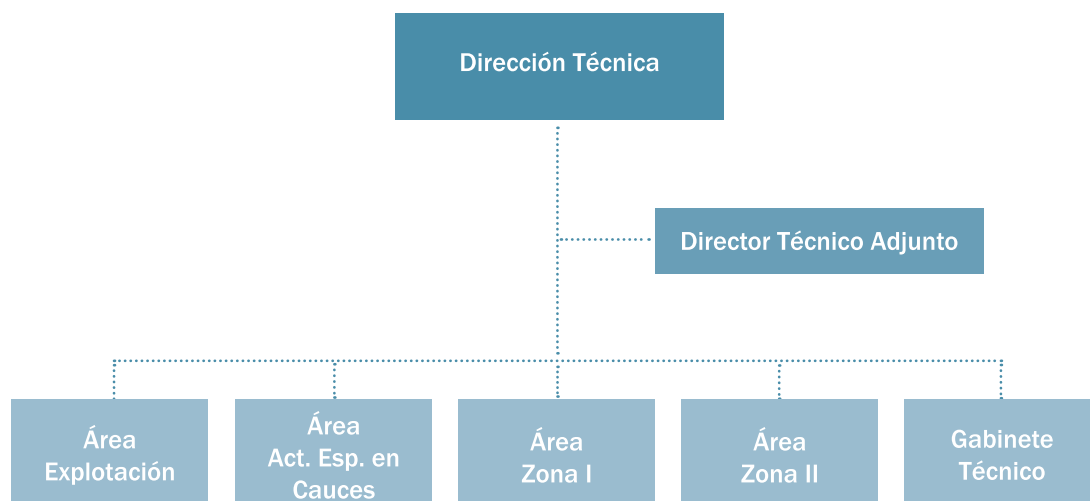 Dirección Técnica
Director Técnico Adjunto
Área
Explotación
Área
Act. Esp. en
Cauces
Área
Zona I
Área
Zona II
Gabinete
Técnico